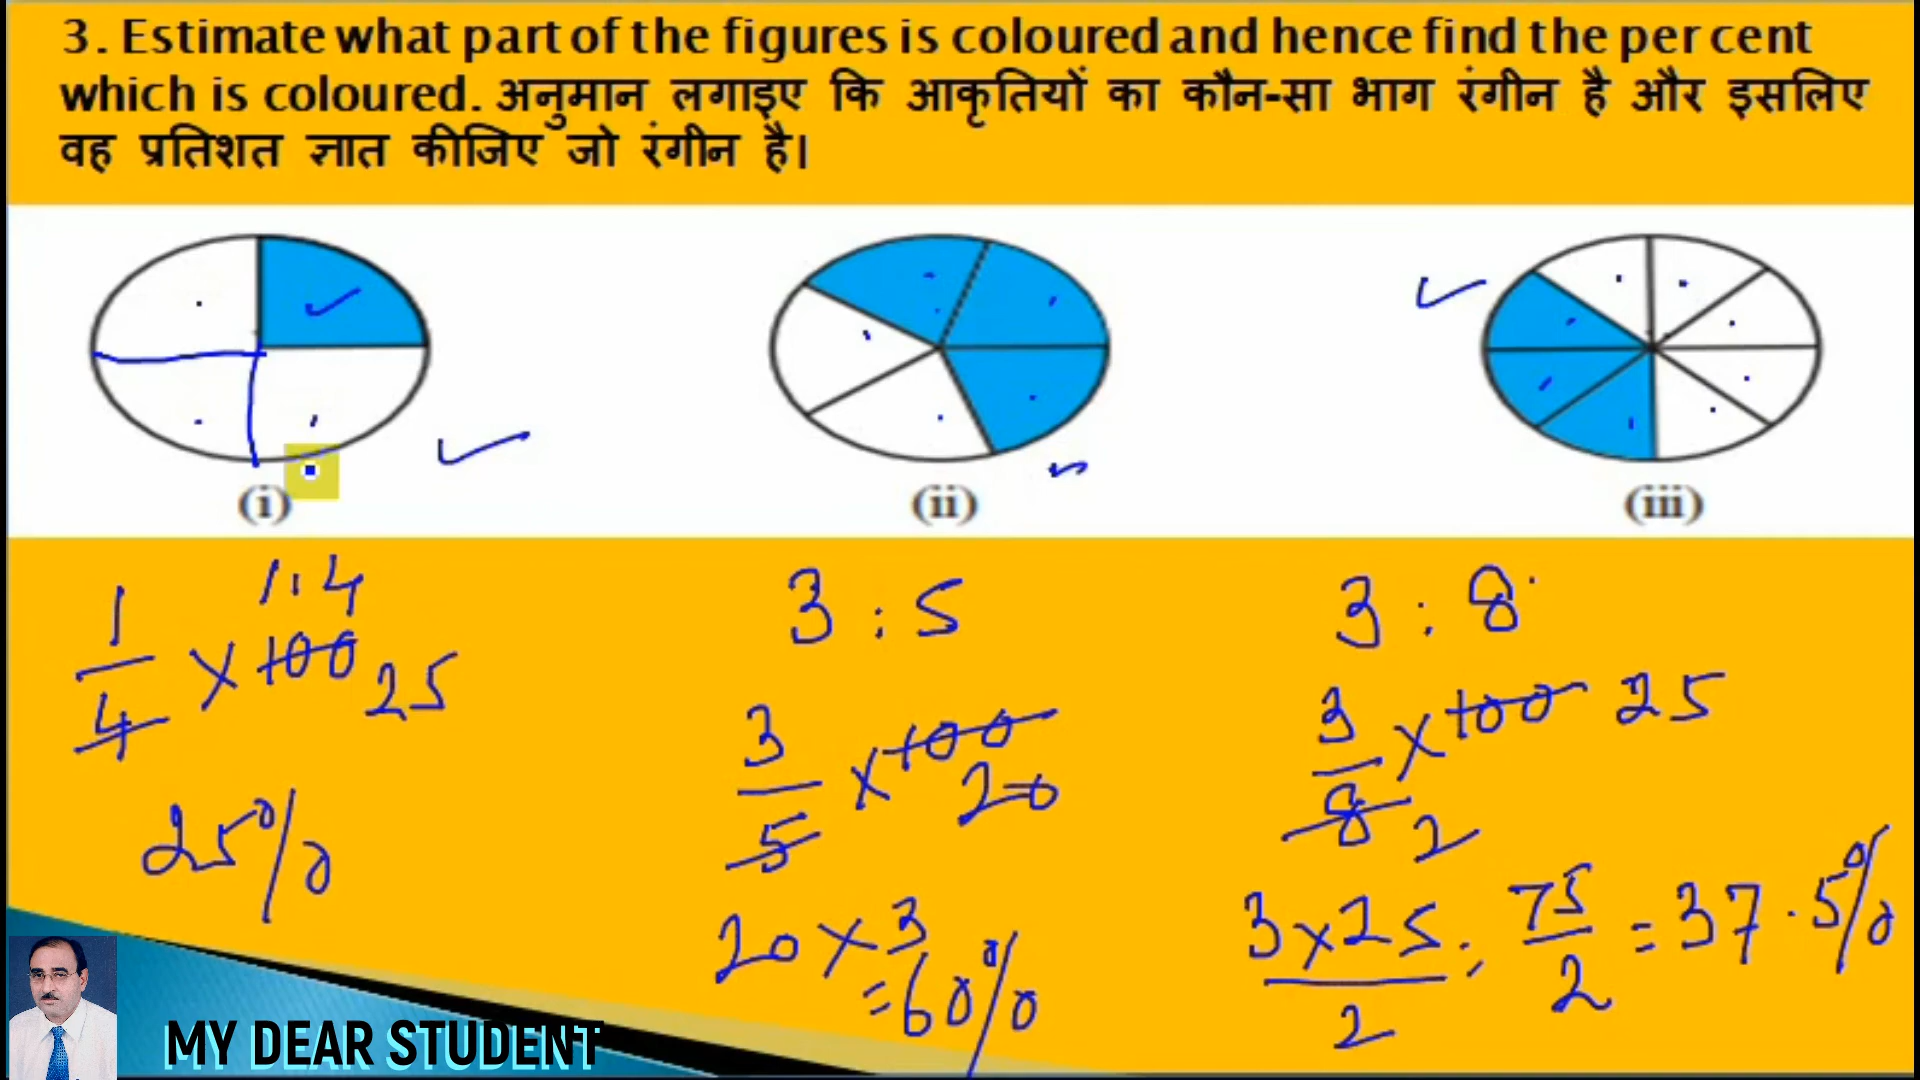 3. Estimate what part of the figures is coloured and hence find the per cent
which is coloured. अनुमान लगाइए कि आकृतियों का कौन-सा भाग रंगीन है और इसलिए
वह प्रतिशत ज्ञात कीजिए जो रंगीन है।
(i) (ii) (iii)
1:4
1/4 × 100 25
25%
3 : 5
3/5 × 100 20
20 × 3
= 60%
3 : 8
3/8 × 100 25
2
3×25/2 = 75/2 = 37.5%
MY DEAR STUDENT